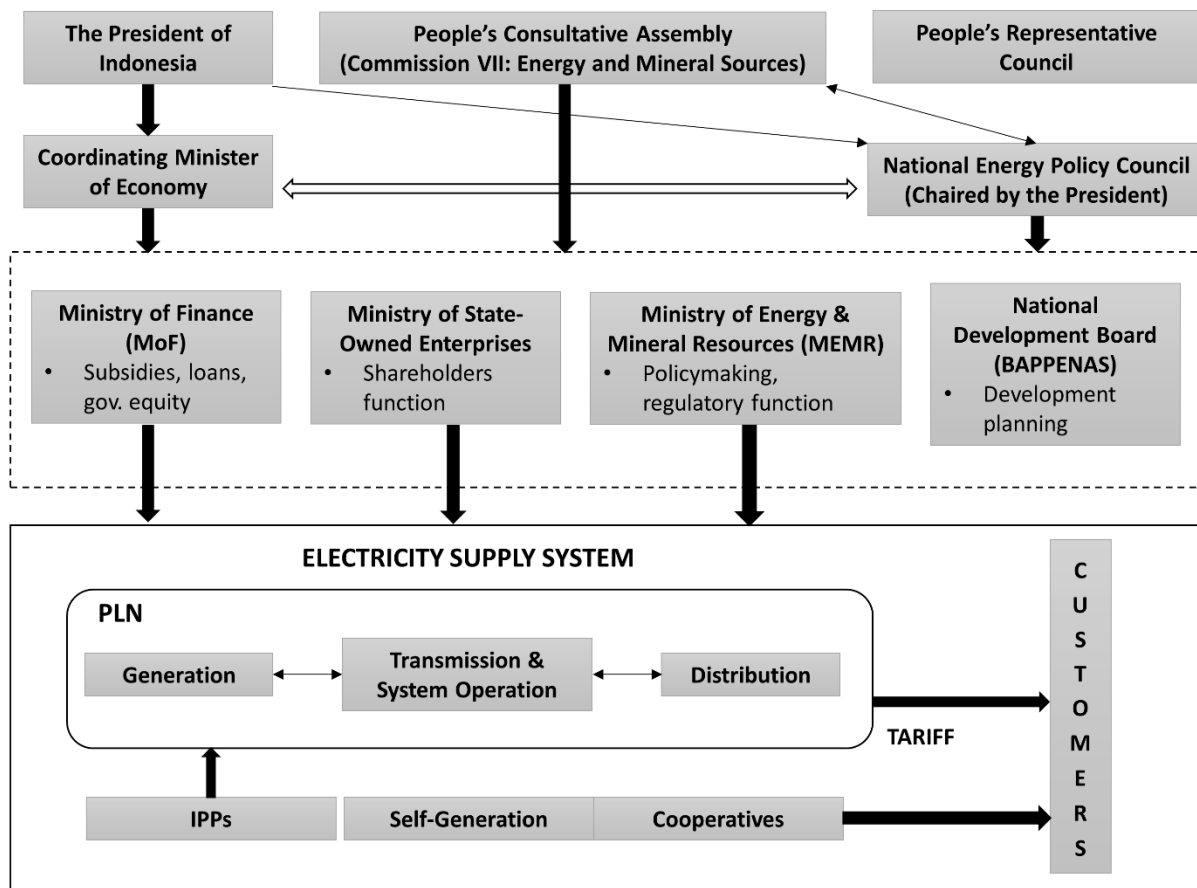 The President of
Indonesia
People's Consultative Assembly
(Commission VII: Energy and Mineral Sources)
People's Representative
Council
Coordinating Minister
of Economy
National Energy Policy Council
(Chaired by the President)
Ministry of Finance
(MoF)
• Subsidies, loans,
gov. equity
Ministry of State-
Owned Enterprises
• Shareholders
function
Ministry of Energy &
Mineral Resources (MEMR)
• Policymaking,
regulatory function
National
Development Board
(BAPPENAS)
• Development
planning
ELECTRICITY SUPPLY SYSTEM
PLN
Generation
Transmission &
System Operation
Distribution
TARIFF
IPPs
Self-Generation
Cooperatives
C
U
S
T
O
M
E
R
S